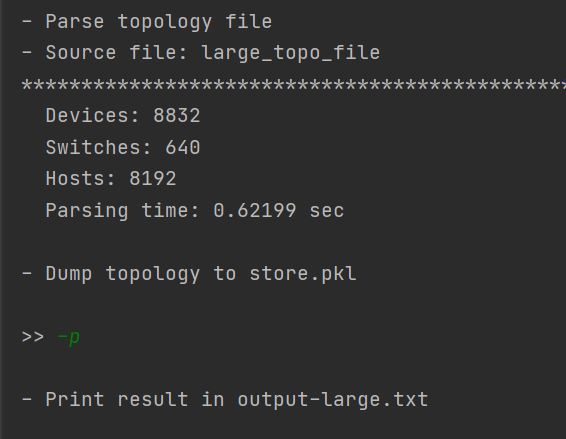 - Parse topology file
- Source file: large_topo_file
***********************************************
Devices: 8832
Switches: 640
Hosts: 8192
Parsing time: 0.62199 sec
- Dump topology to store.pkl
>> -p
- Print result in output-large.txt